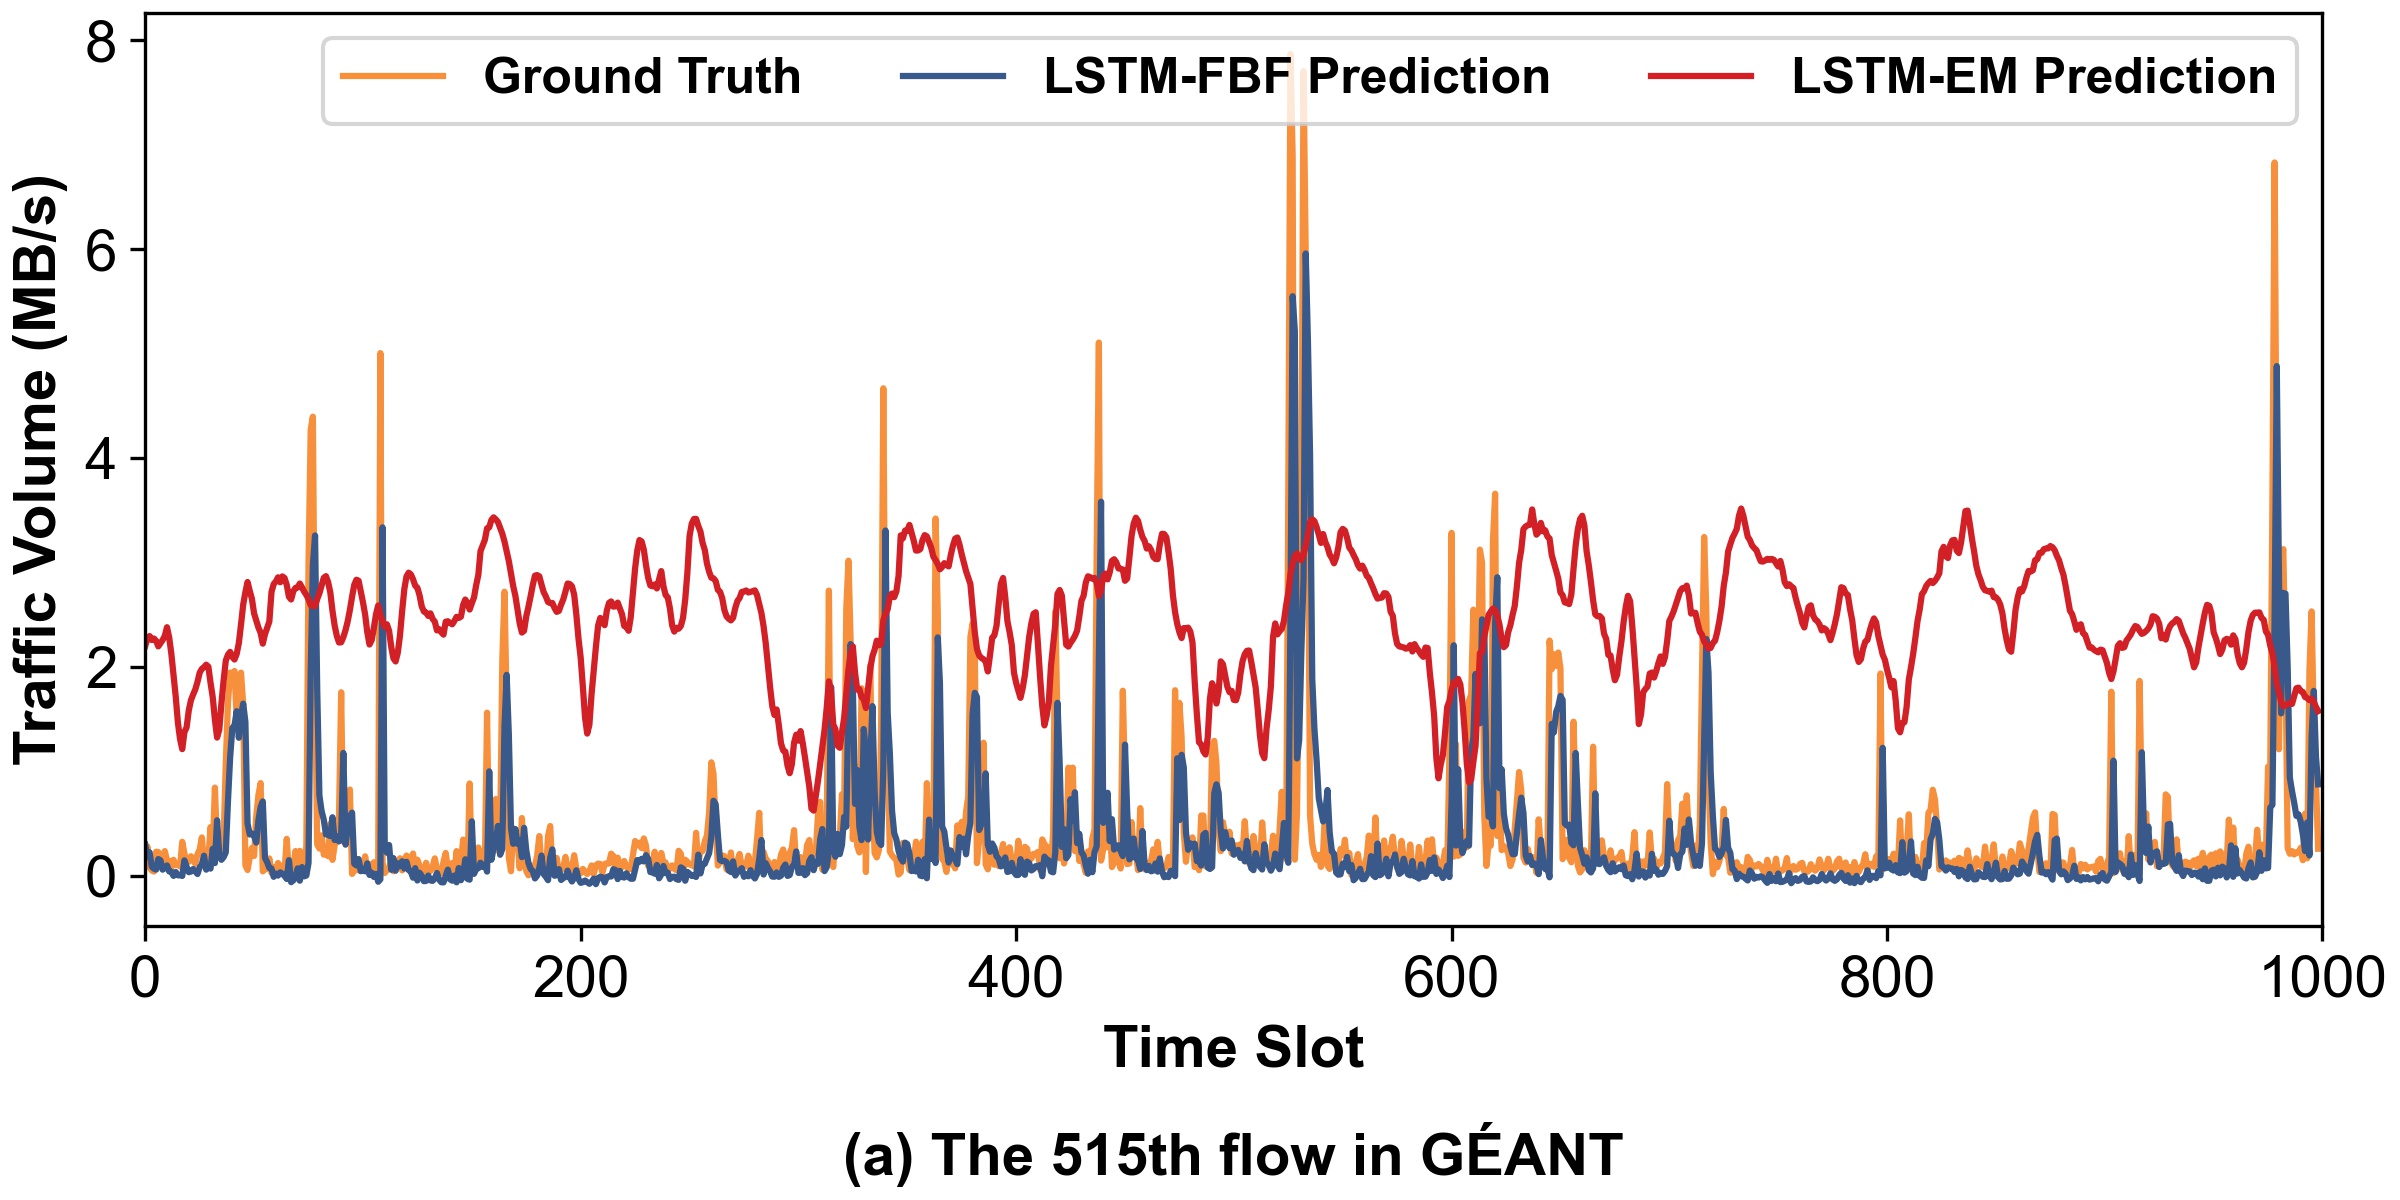 Ground Truth LSTM-FBF Prediction LSTM-EM Prediction
Traffic Volume (MB/s)
8
6
4
2
0
0 200 400 600 800 1000
Time Slot
(a) The 515th flow in GÉANT